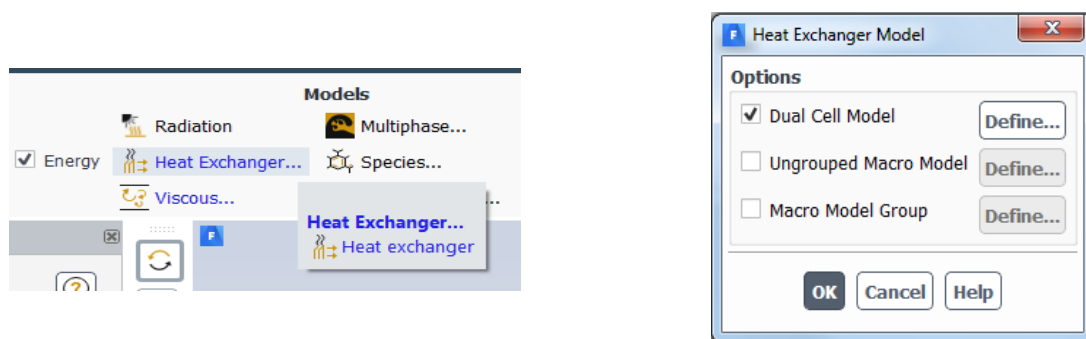 Models
Radiation
Multiphase...
Energy
Heat Exchanger...
Species...
Viscous...
...
Heat Exchanger...
Heat exchanger
F
?
F Heat Exchanger Model
Options
Dual Cell Model
Define...
Ungrouped Macro Model
Define...
Macro Model Group
Define...
OK
Cancel
Help